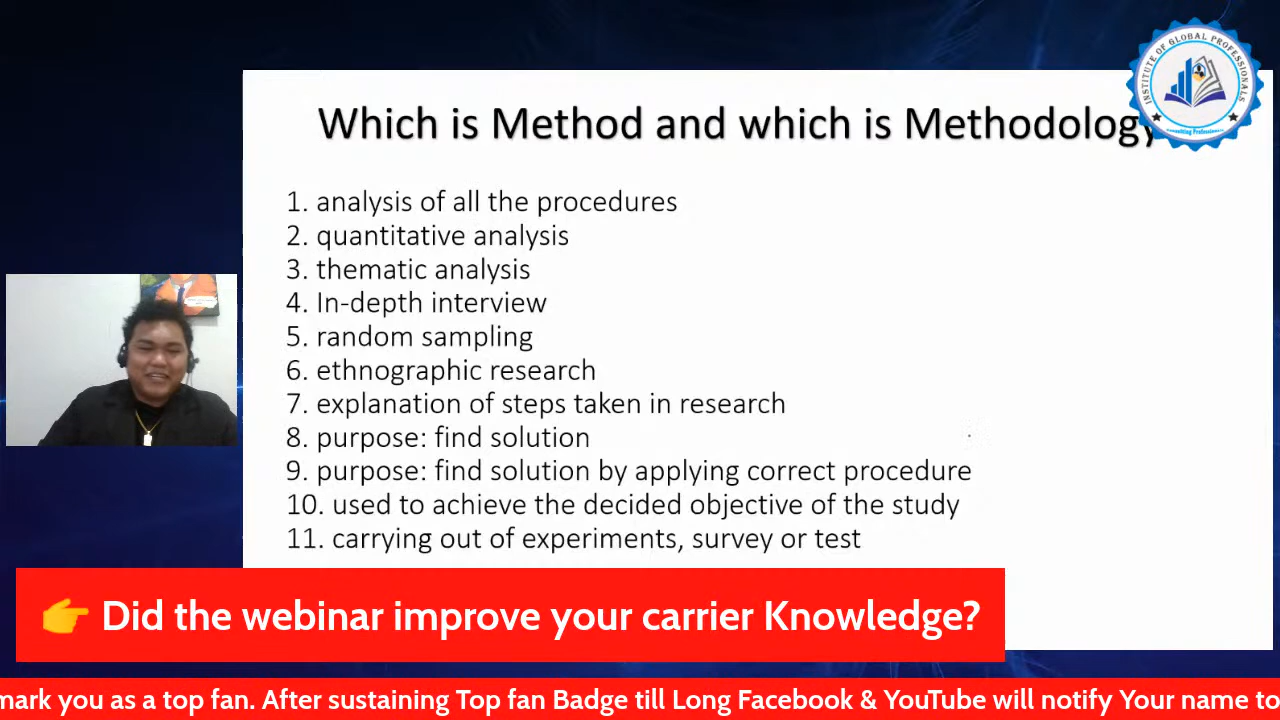 Which is Method and which is Methodology
INSTITUTE OF GLOBAL PROFESSIONALS
Consulting Professionals
1. analysis of all the procedures
2. quantitative analysis
3. thematic analysis
4. In-depth interview
5. random sampling
6. ethnographic research
7. explanation of steps taken in research
8. purpose: find solution
9. purpose: find solution by applying correct procedure
10. used to achieve the decided objective of the study
11. carrying out of experiments, survey or test
👉 Did the webinar improve your carrier Knowledge?
mark you as a top fan. After sustaining Top fan Badge till Long Facebook & YouTube will notify Your name to